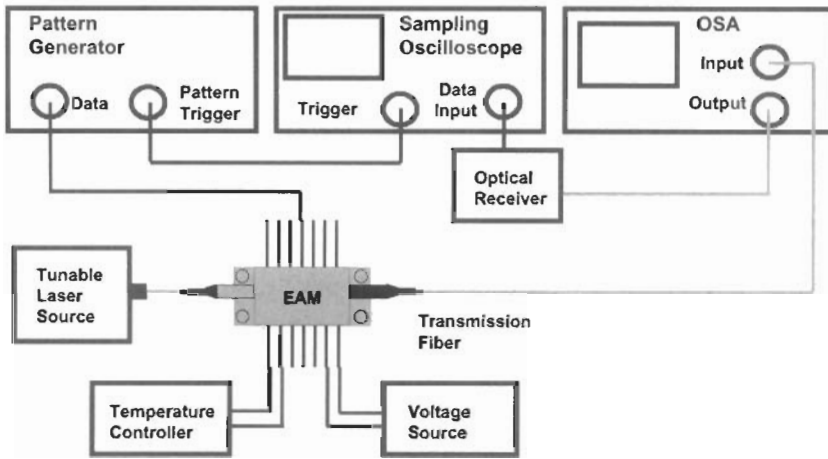 Pattern
Generator
Data
Pattern
Trigger
Sampling
Oscilloscope
Trigger
Data
Input
OSA
Input
Output
Optical
Receiver
Tunable
Laser
Source
EAM
Transmission
Fiber
Temperature
Controller
Voltage
Source